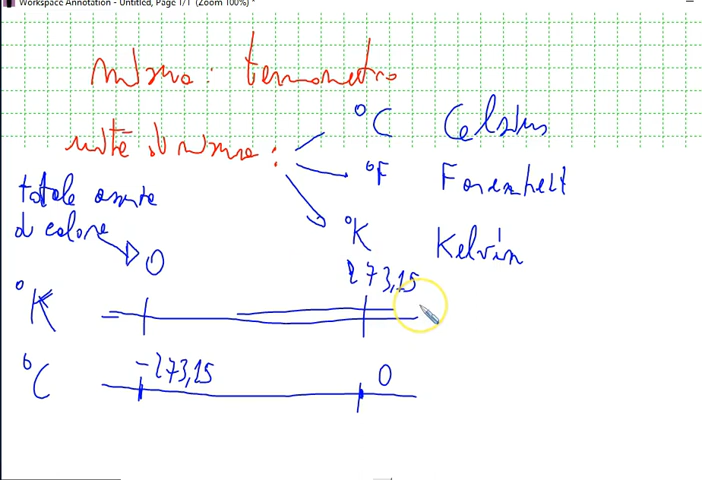 Workspace Annotation - Untitled, Page 1/1 (Zoom 100%) *
misura: termometro
unità di misura:
°C Celsius
°F Farenheit
°K Kelvin
totale assenza
di calore
0 273,15
°K
-273,15 0
°C